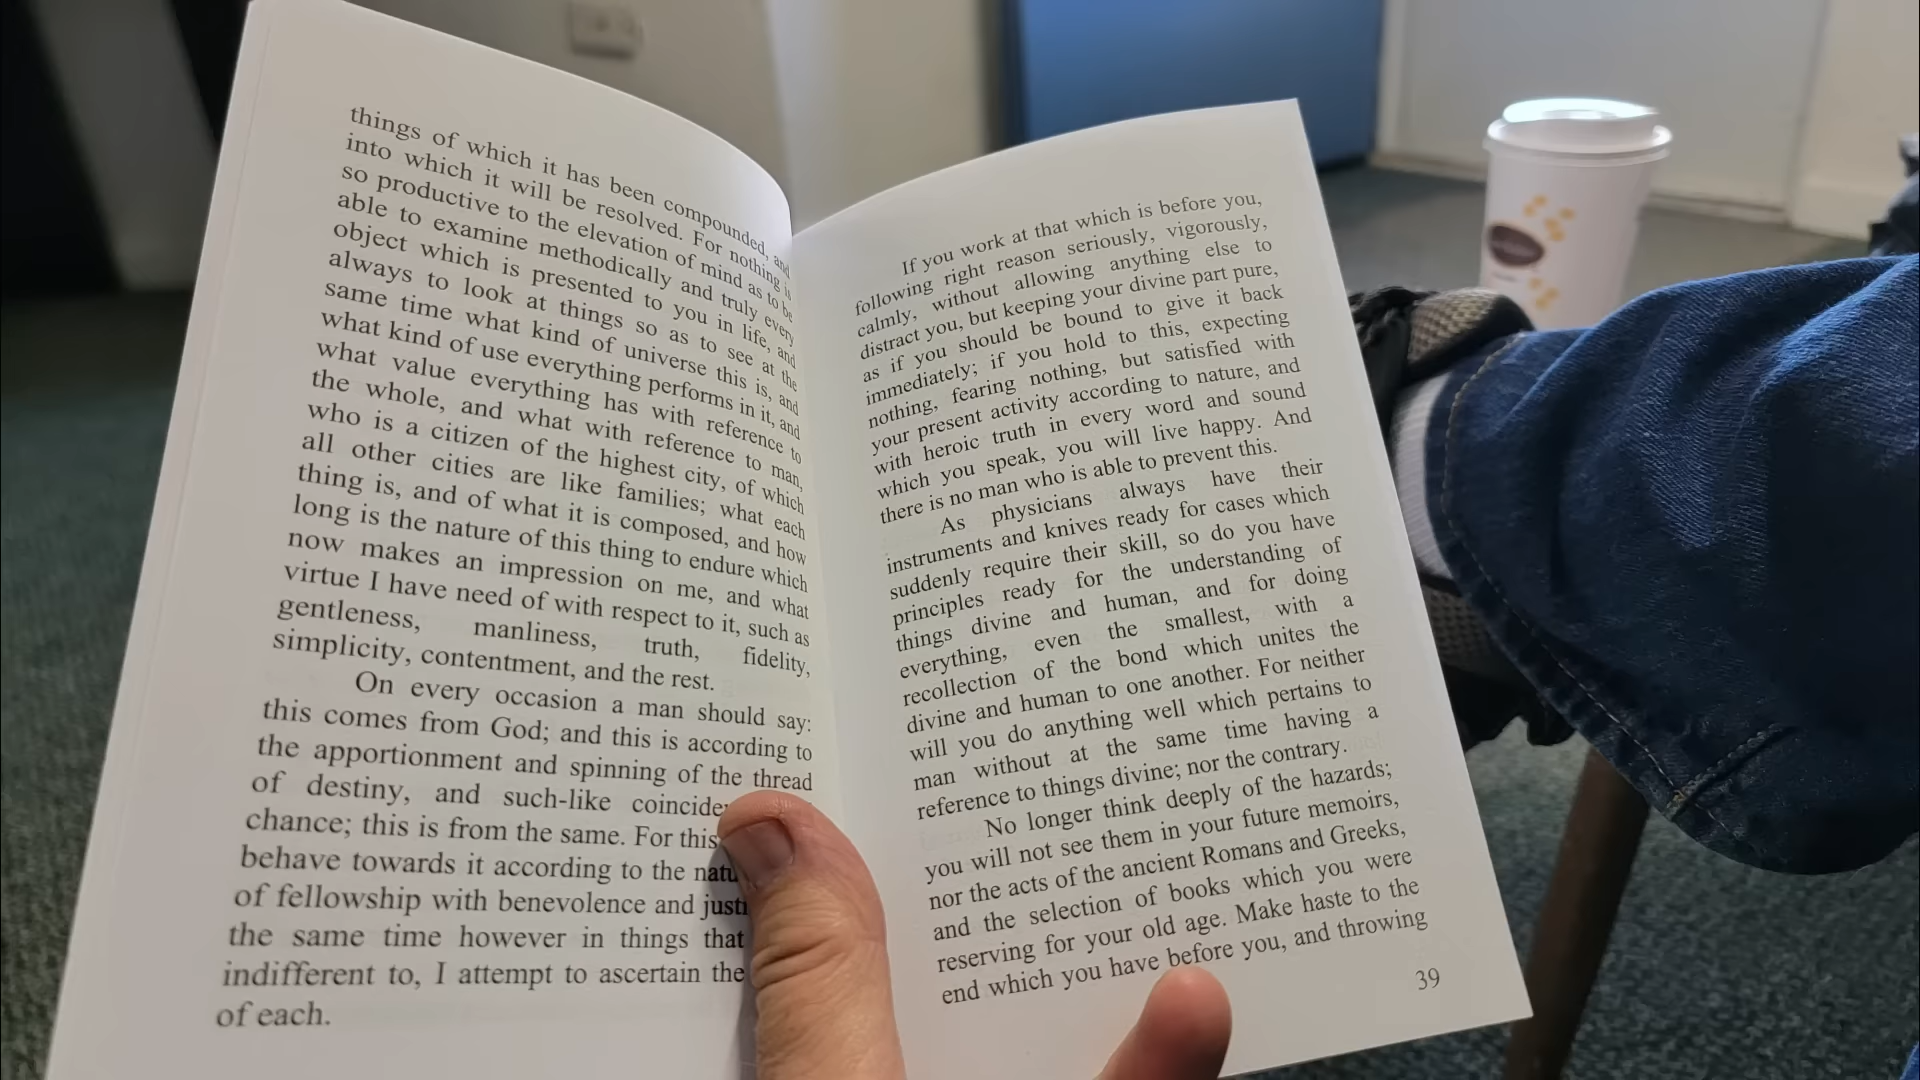 things of which it has been compounded, and
into which it will be resolved. For nothing is
so productive to the elevation of mind as to be
able to examine methodically and truly every
object which is presented to you in life, and
always to look at things so as to see at the
same time what kind of universe this is, and
what kind of use everything performs in it, and
what value everything has with reference to
the whole, and what with reference to man,
who is a citizen of the highest city, of which
all other cities are like families; what each
thing is, and of what it is composed, and how
long is the nature of this thing to endure which
now makes an impression on me, and what
virtue I have need of with respect to it, such as
gentleness, manliness, truth, fidelity,
simplicity, contentment, and the rest.
On every occasion a man should say:
this comes from God; and this is according to
the apportionment and spinning of the thread
of destiny, and such-like
chance; this is from the same. For this
behave towards it according to the
of fellowship with benevolence and
the same time however in things that
indifferent to, I attempt to ascertain the
of each.
If you work at that which is before you,
following right reason seriously, vigorously,
calmly, without allowing anything else to
distract you, but keeping your divine part pure,
as if you should be bound to give it back
immediately; if you hold to this, expecting
nothing, fearing nothing, but satisfied with
your present activity according to nature, and
with heroic truth in every word and sound
which you speak, you will live happy. And
there is no man who is able to prevent this.
As physicians always have their
instruments and knives ready for cases which
suddenly require their skill, so do you have
principles ready for the understanding of
things divine and human, and for doing
everything, even the smallest, with a
recollection of the bond which unites the
divine and human to one another. For neither
will you do anything well which pertains to
man without at the same time having a
reference to things divine; nor the contrary.
No longer think deeply of the hazards;
you will not see them in your future memoirs,
nor the acts of the ancient Romans and Greeks,
and the selection of books which you were
reserving for your old age. Make haste to the
end which you have before you, and throwing
39